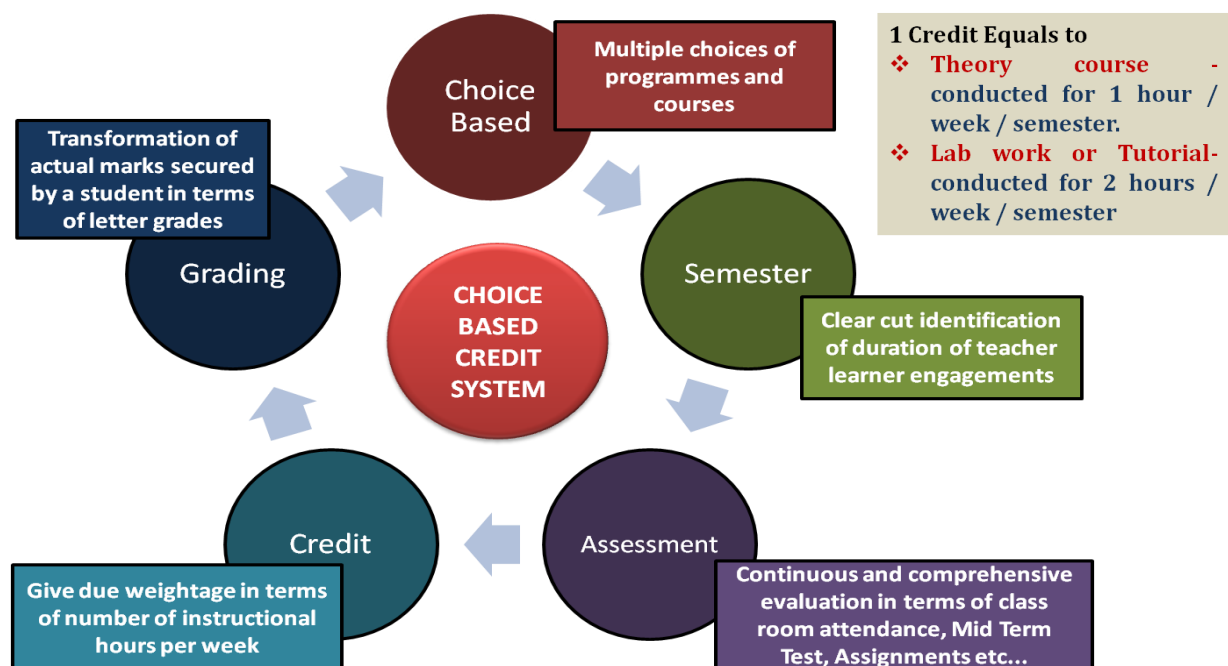 Choice
Based
Multiple choices of
programmes and
courses
1 Credit Equals to
❖ Theory course -
conducted for 1 hour /
week / semester.
❖ Lab work or Tutorial-
conducted for 2 hours /
week / semester
Transformation of
actual marks secured
by a student in terms
of letter grades
Grading
CHOICE
BASED
CREDIT
SYSTEM
Semester
Clear cut identification
of duration of teacher
learner engagements
Credit
Give due weightage in terms
of number of instructional
hours per week
Assessment
Continuous and comprehensive
evaluation in terms of class
room attendance, Mid Term
Test, Assignments etc...